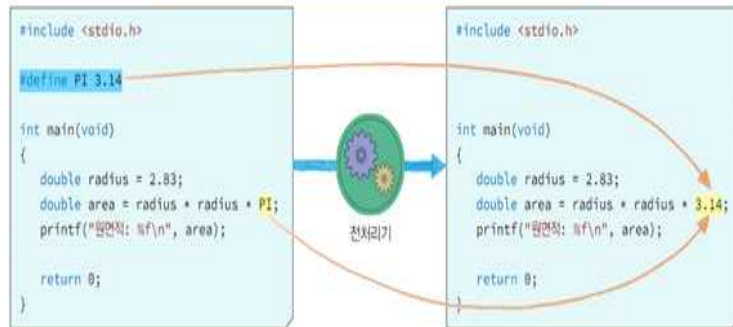 #include <stdio.h>
#define PI 3.14
int main(void)
{
double radius = 2.83;
double area = radius * radius * PI;
printf("원면적: %f\n", area);
return 0;
}
전처리기
#include <stdio.h>
int main(void)
{
double radius = 2.83;
double area = radius * radius * 3.14;
printf("원면적: %f\n", area);
return 0;
}